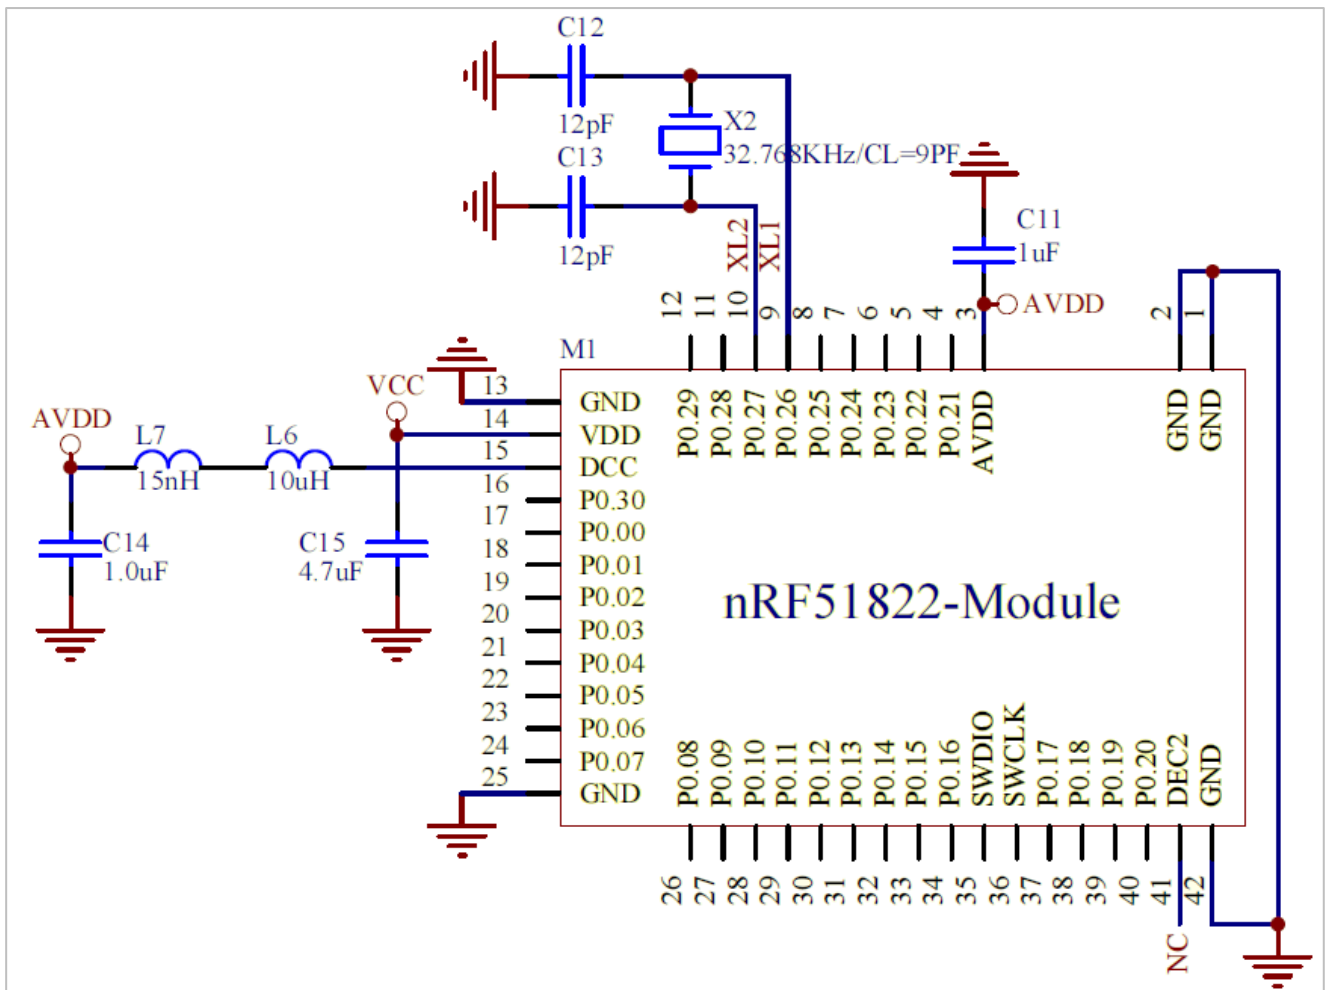 C12
12pF
X2
32.768KHz/CL=9PF
C13
12pF
XL2
XL1
C11
1uF
AVDD
12
11
10
9
8
7
6
5
4
3
2
1
M1
P0.29
P0.28
P0.27
P0.26
P0.25
P0.24
P0.23
P0.22
P0.21
AVDD
GND
GND
VCC
AVDD
L7
15nH
L6
10uH
C14
1.0uF
C15
4.7uF
13 GND
14 VDD
15 DCC
16 P0.30
17 P0.00
18 P0.01
19 P0.02
20 P0.03
21 P0.04
22 P0.05
23 P0.06
24 P0.07
25 GND
nRF51822-Module
P0.08
P0.09
P0.10
P0.11
P0.12
P0.13
P0.14
P0.15
P0.16
SWDIO
SWCLK
P0.17
P0.18
P0.19
P0.20
DEC2
GND
26
27
28
29
30
31
32
33
34
35
36
37
38
39
40
41
42
NC